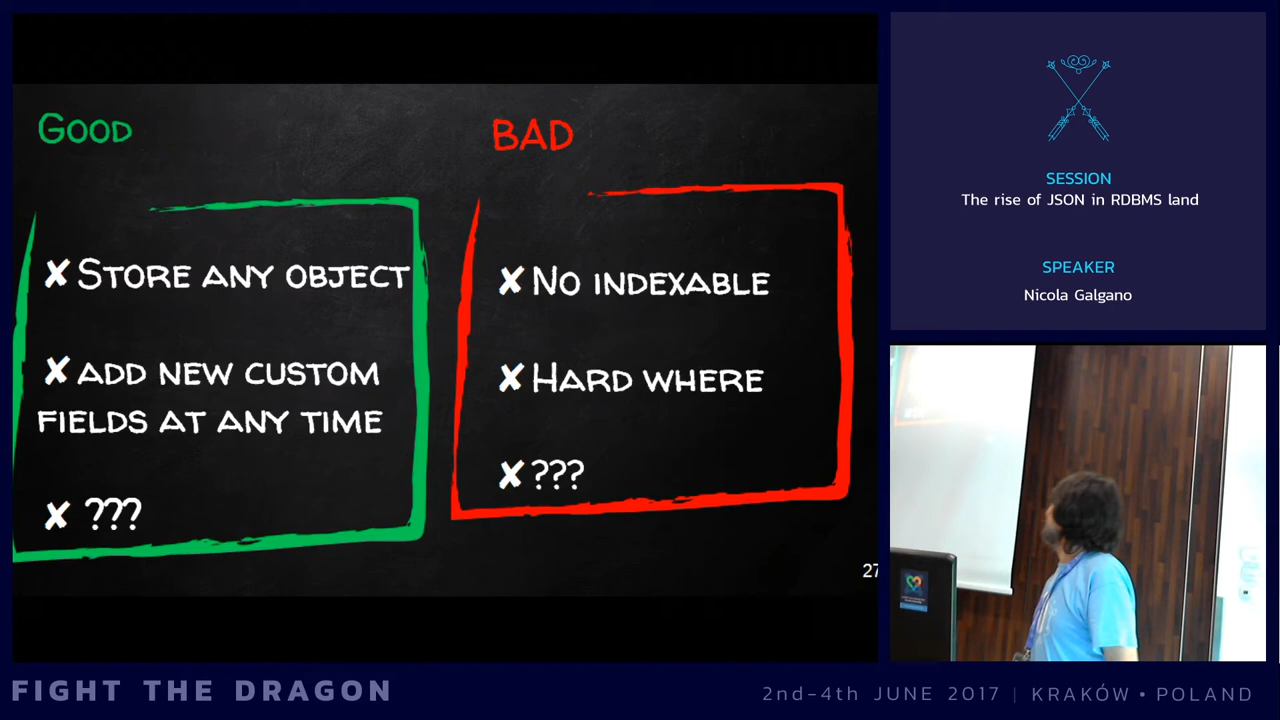 GOOD
✘ STORE ANY OBJECT
✘ ADD NEW CUSTOM
FIELDS AT ANY TIME
✘ ???
BAD
✘ NO INDEXABLE
✘ HARD WHERE
✘ ???
27
SESSION
The rise of JSON in RDBMS land
SPEAKER
Nicola Galgano
FIGHT THE DRAGON
2nd-4th JUNE 2017 | KRAKÓW • POLAND